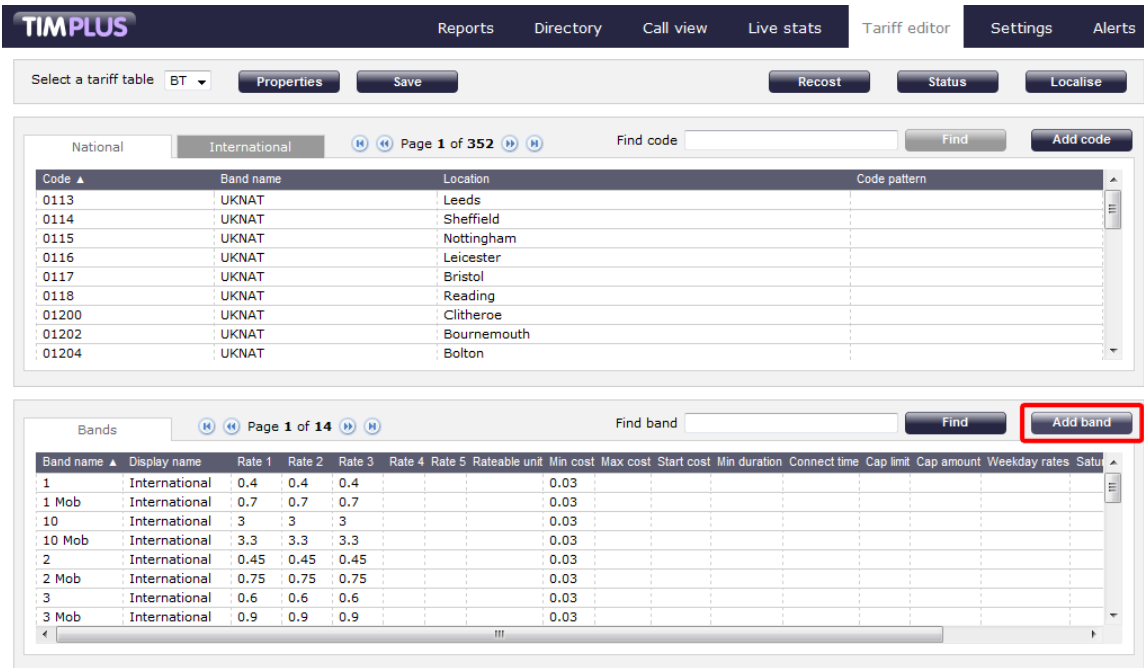 TIMPLUS Reports Directory Call view Live stats Tariff editor Settings Alerts
Select a tariff table BT Properties Save Recost Status Localise
National International Page 1 of 352 Find code Find Add code
Code ▲ Band name Location Code pattern
0113 UKNAT Leeds
0114 UKNAT Sheffield
0115 UKNAT Nottingham
0116 UKNAT Leicester
0117 UKNAT Bristol
0118 UKNAT Reading
01200 UKNAT Clitheroe
01202 UKNAT Bournemouth
01204 UKNAT Bolton
Bands Page 1 of 14 Find band Find Add band
Band name ▲ Display name Rate 1 Rate 2 Rate 3 Rate 4 Rate 5 Rateable unit Min cost Max cost Start cost Min duration Connect time Cap limit Cap amount Weekday rates Satur
1 International 0.4 0.4 0.4 0.03
1 Mob International 0.7 0.7 0.7 0.03
10 International 3 3 3 0.03
10 Mob International 3.3 3.3 3.3 0.03
2 International 0.45 0.45 0.45 0.03
2 Mob International 0.75 0.75 0.75 0.03
3 International 0.6 0.6 0.6 0.03
3 Mob International 0.9 0.9 0.9 0.03